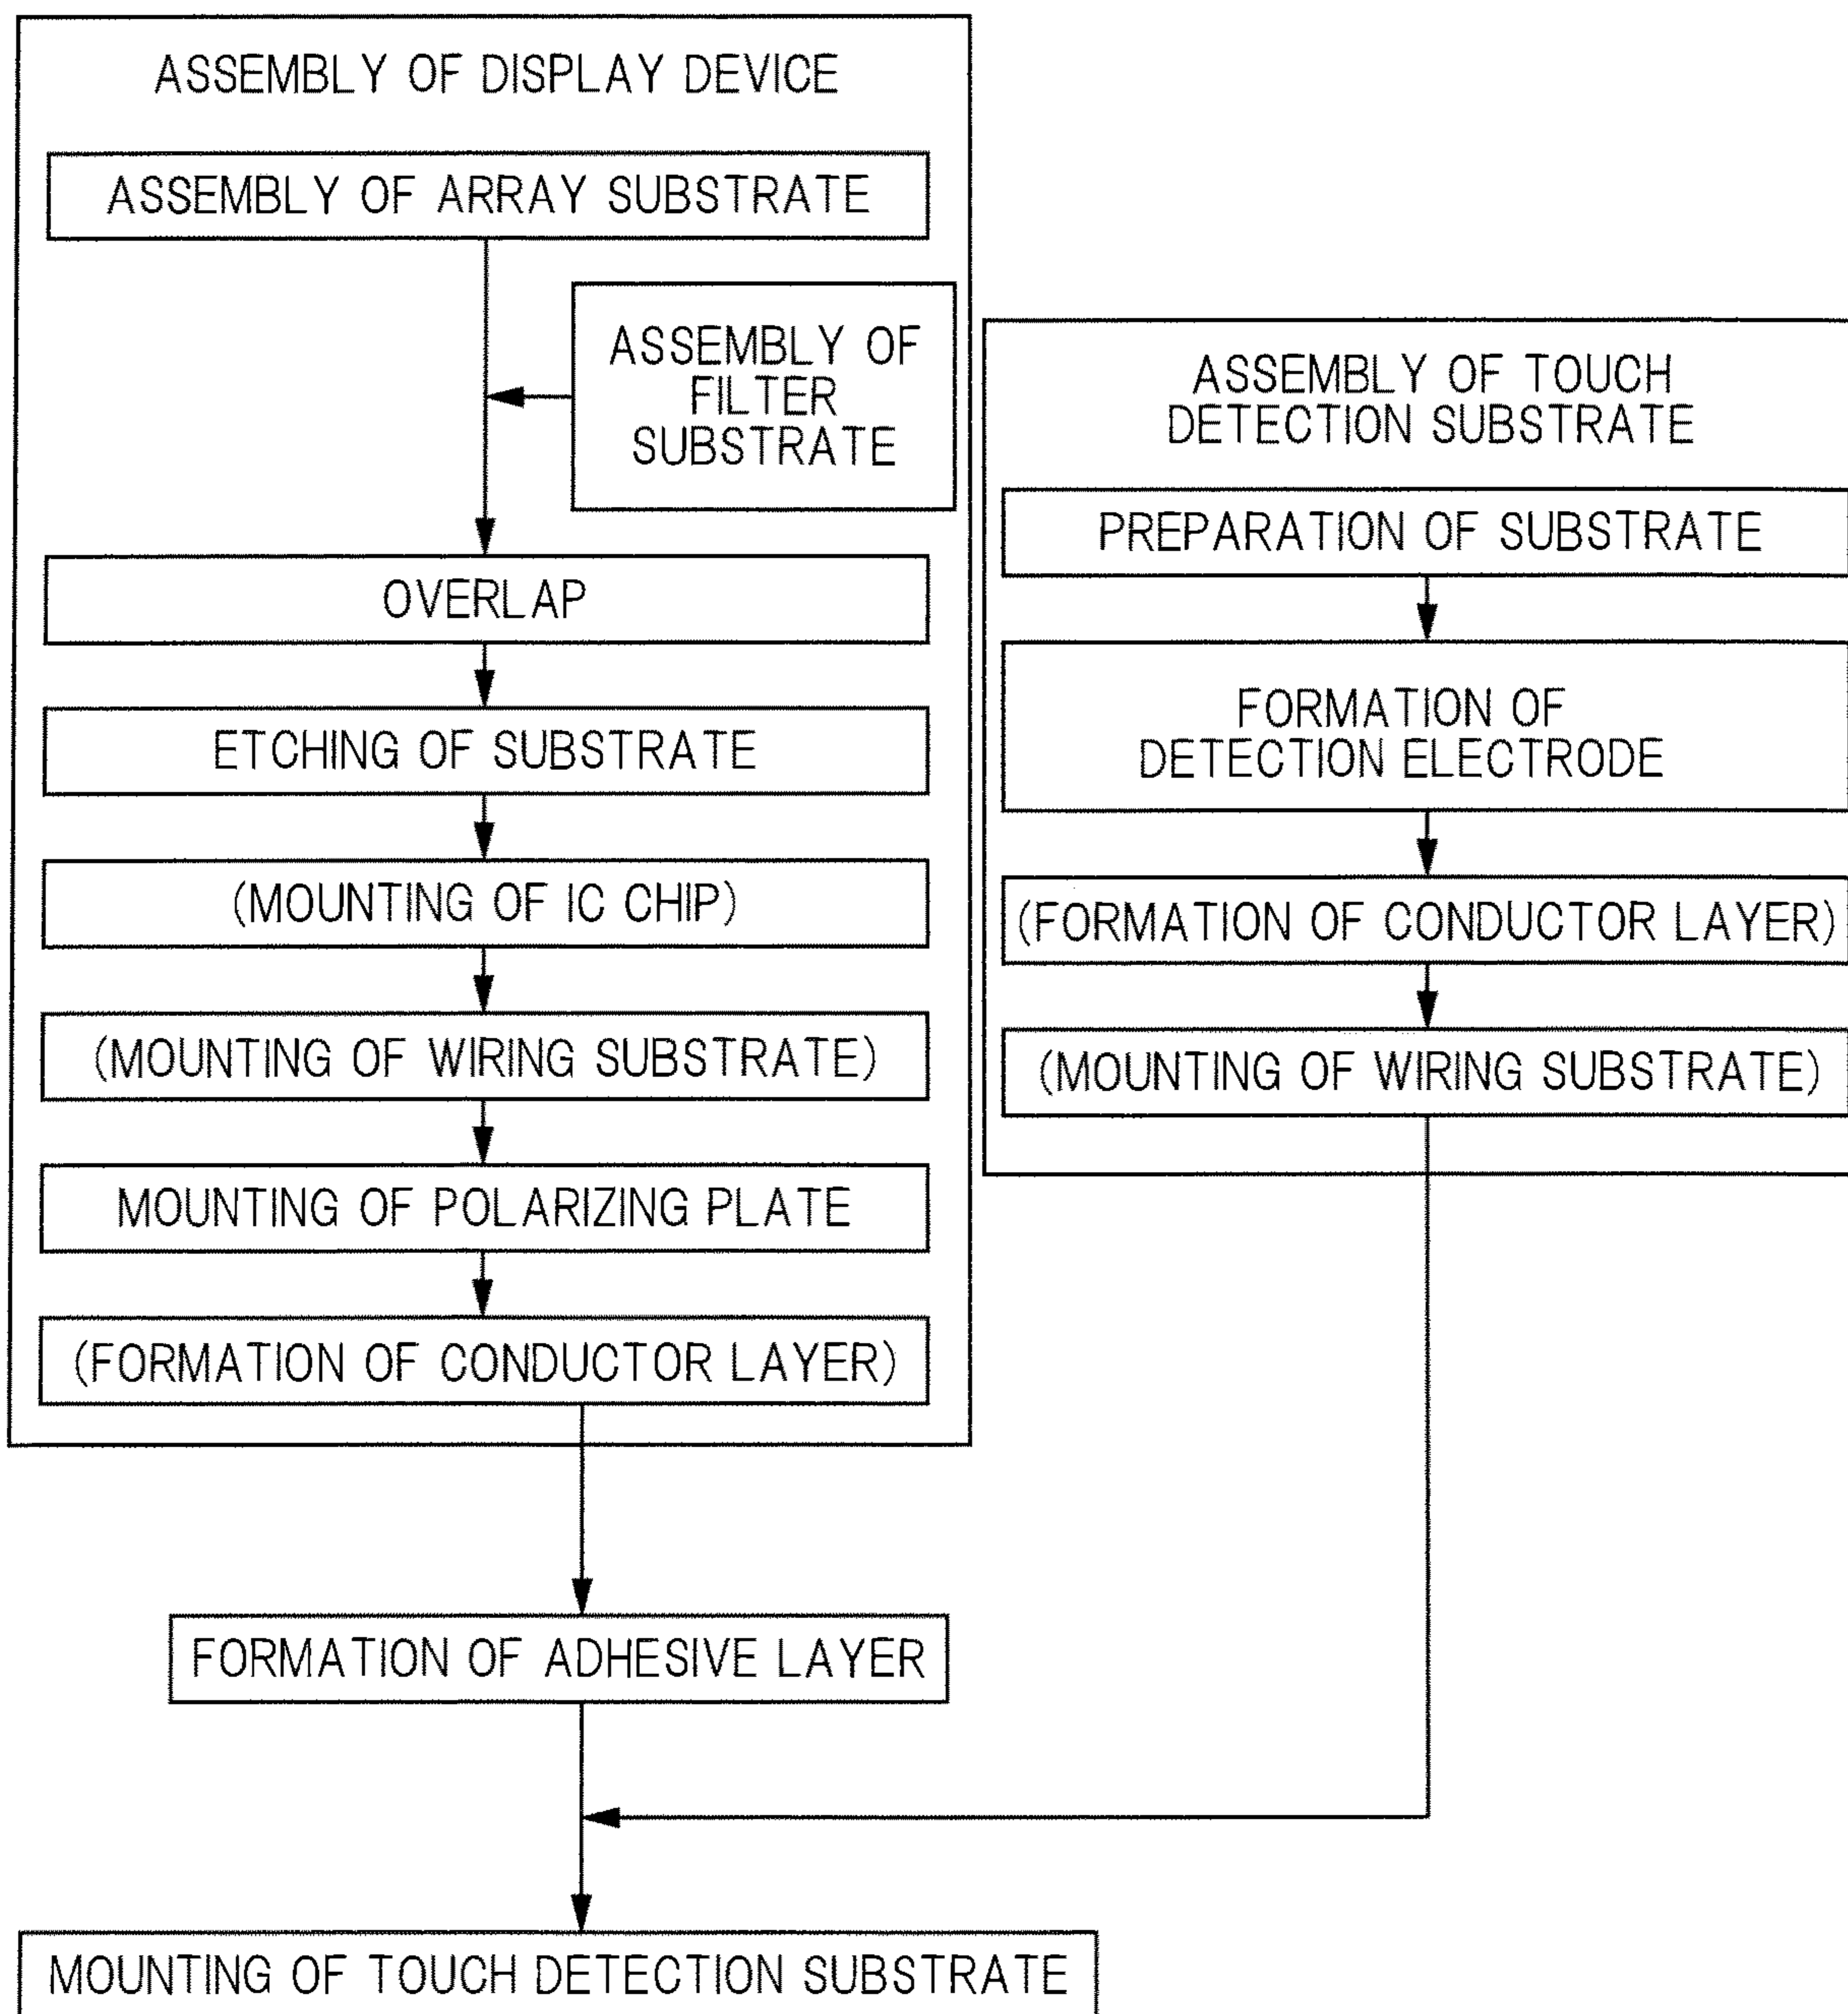 ASSEMBLY OF DISPLAY DEVICE
ASSEMBLY OF ARRAY SUBSTRATE
ASSEMBLY OF
FILTER
SUBSTRATE
OVERLAP
ETCHING OF SUBSTRATE
(MOUNTING OF IC CHIP)
(MOUNTING OF WIRING SUBSTRATE)
MOUNTING OF POLARIZING PLATE
(FORMATION OF CONDUCTOR LAYER)
ASSEMBLY OF TOUCH
DETECTION SUBSTRATE
PREPARATION OF SUBSTRATE
FORMATION OF
DETECTION ELECTRODE
(FORMATION OF CONDUCTOR LAYER)
(MOUNTING OF WIRING SUBSTRATE)
FORMATION OF ADHESIVE LAYER
MOUNTING OF TOUCH DETECTION SUBSTRATE